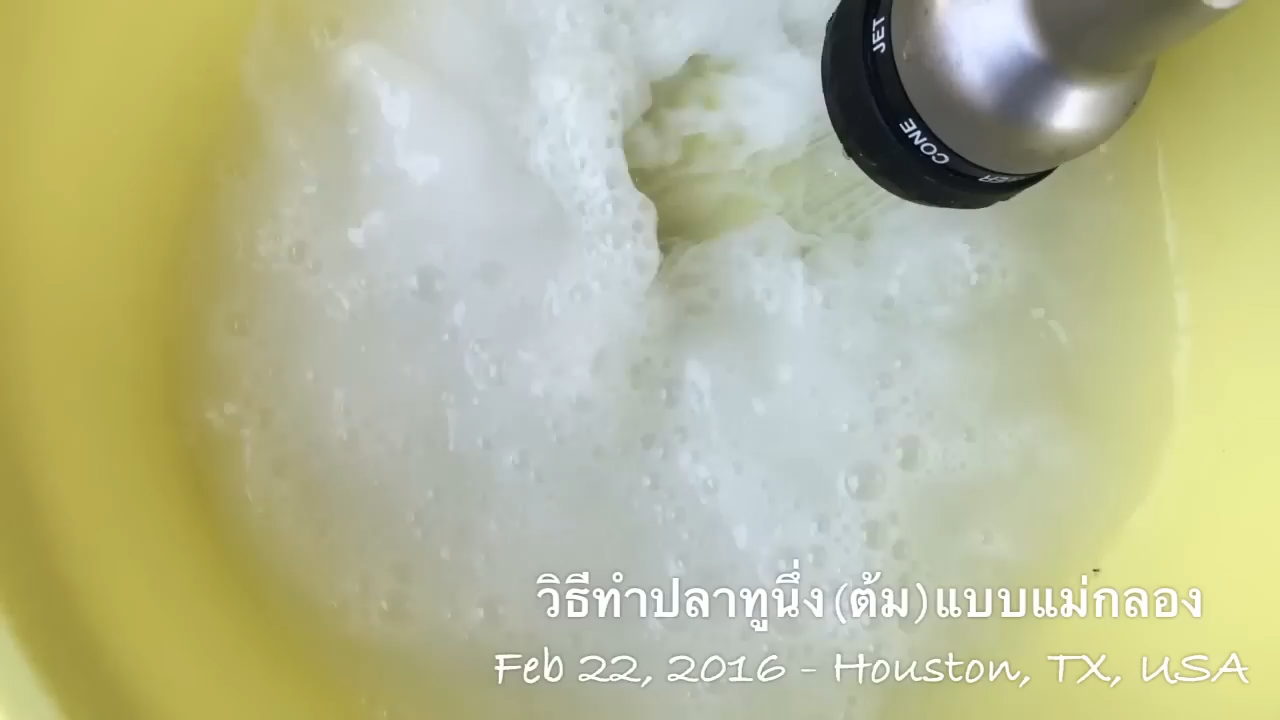 JET
CONE
วิธีทำปลาทูนึ่ง(ต้ม)แบบแม่กลอง
Feb 22, 2016 - Houston, TX, USA